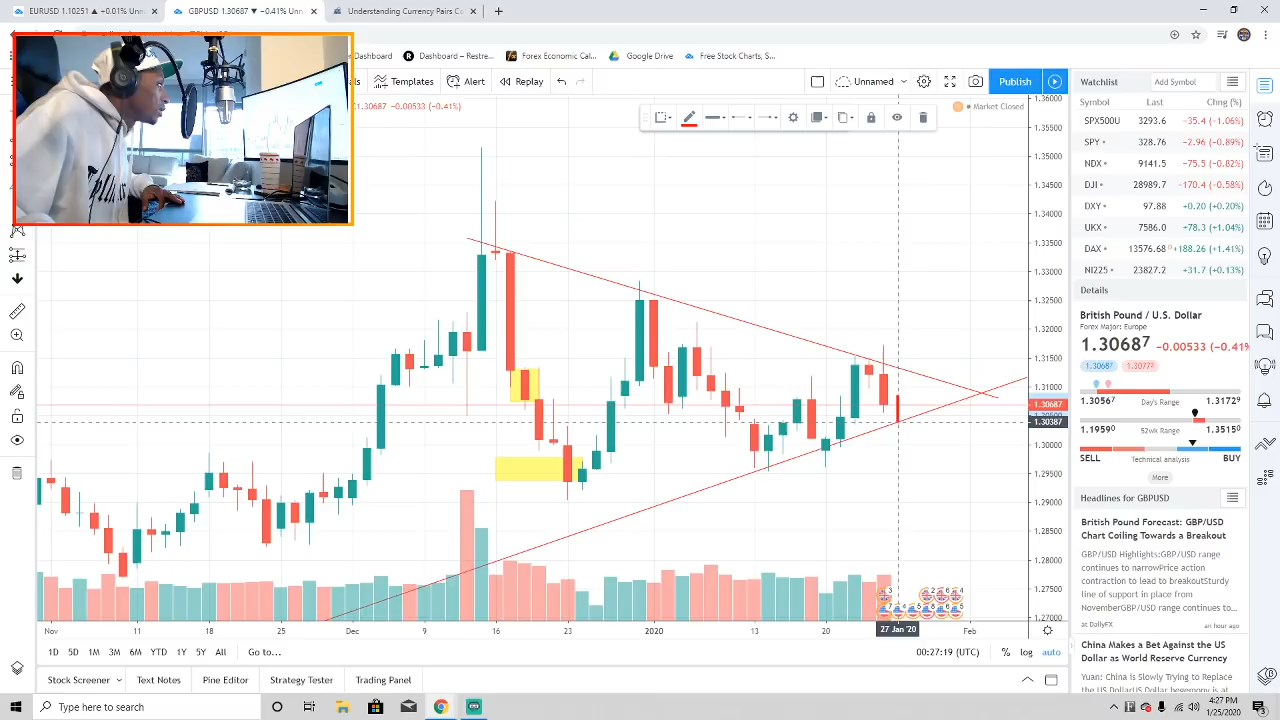 EURUSD 1.10251 ▲ +0.01% Unn
GBPUSD 1.30687 ▼ −0.41% Unn
Understanding Currency Pairs Co
Dashboard
Dashboard – Restre...
Forex Economic Cal...
Google Drive
Free Stock Charts, S...
Templates
Alert
Replay
Unnamed
Publish
1.30687 −0.00533 (−0.41%)
Market Closed
Watchlist
Add Symbol
Symbol Last Chng (%)
SPX500U 3293.6 −35.4 (−1.06%)
SPY 328.76 −2.96 (−0.89%)
NDX 9141.5 −75.5 (−0.82%)
DJI 28989.7 −170.4 (−0.58%)
DXY 97.88 +0.20 (+0.20%)
UKX 7586.0 +78.3 (+1.04%)
DAX 13576.68 +188.26 (+1.41%)
NI225 23827.2 +31.7 (+0.13%)
Details
British Pound / U.S. Dollar
Forex Major: Europe
1.30687 −0.00533 (−0.41%
1.30687 1.30772
1.30567 Day's Range 1.31729
1.19590 52wk Range 1.35150
SELL Technical analysis BUY
More
Headlines for GBPUSD
British Pound Forecast: GBP/USD
Chart Coiling Towards a Breakout
GBP/USD Highlights:GBP/USD range
continues to narrowPrice action
contraction to lead to breakoutSturdy
line of support in place from
NovemberGBP/USD range continues to...
at DailyFX an hour ago
China Makes a Bet Against the US
Dollar as World Reserve Currency
Yuan: China is Slowly Trying to Replace
the US DollarUS Dollar hegemony is at
1.36000
1.35500
1.35000
1.34500
1.34000
1.33500
1.33000
1.32500
1.32000
1.31500
1.31000
1.30687
1.30387
1.30000
1.29500
1.29000
1.28500
1.28000
1.27500
1.27000
Nov 11 18 25 Dec 9 16 23 2020 13 20 27 Jan '20 Feb
1D 5D 1M 3M 6M YTD 1Y 5Y All Go to...
00:27:19 (UTC) % log auto
Stock Screener Text Notes Pine Editor Strategy Tester Trading Panel
Type here to search
4:27 PM
1/25/2020